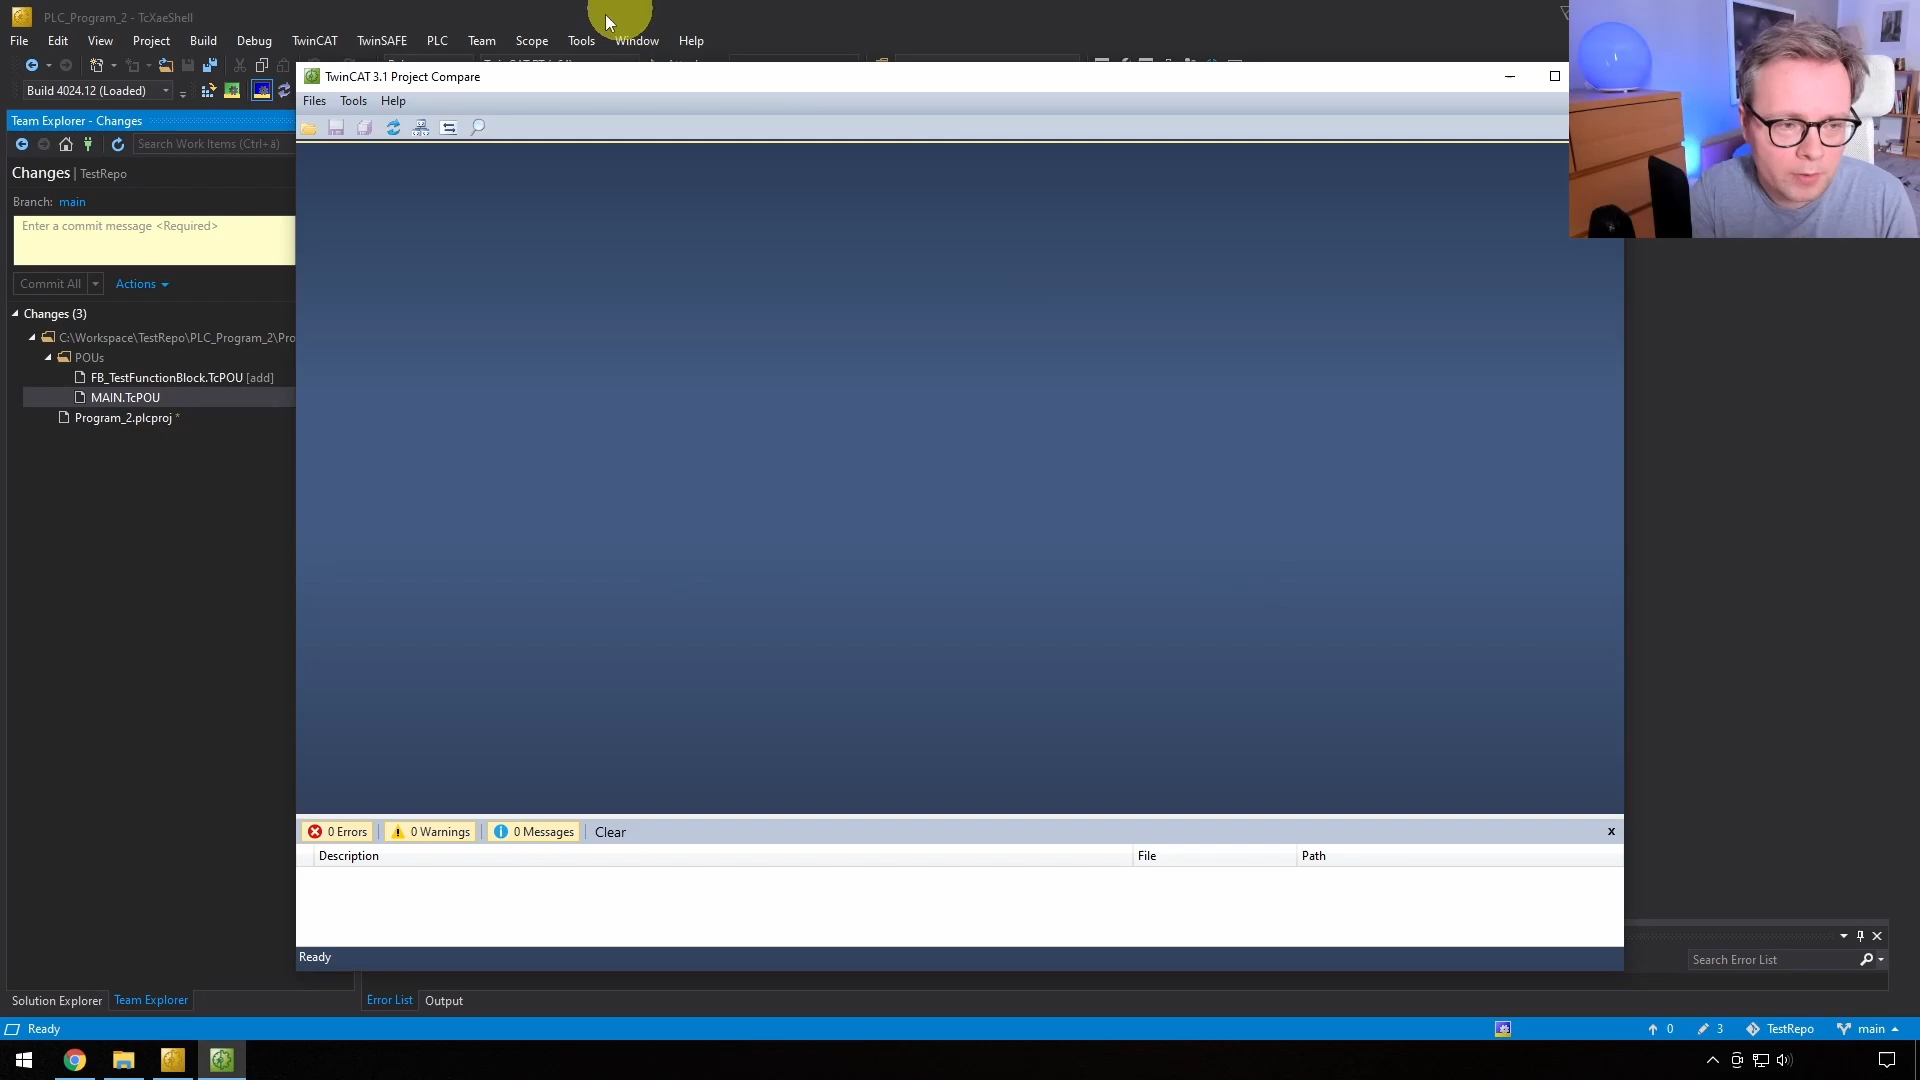 PLC_Program_2 - TcXaeShell
File Edit View Project Build Debug TwinCAT TwinSAFE PLC Team Scope Tools Window Help
Build 4024.12 (Loaded)
TwinCAT 3.1 Project Compare
Files Tools Help
Team Explorer - Changes
Search Work Items (Ctrl+ä)
Changes | TestRepo
Branch: main
Enter a commit message <Required>
Commit All Actions
Changes (3)
C:\Workspace\TestRepo\PLC_Program_2\Pro
POUs
FB_TestFunctionBlock.TcPOU [add]
MAIN.TcPOU
Program_2.plcproj *
0 Errors 0 Warnings 0 Messages Clear x
Description File Path
Ready
Search Error List
Solution Explorer Team Explorer Error List Output
Ready 0 3 TestRepo main